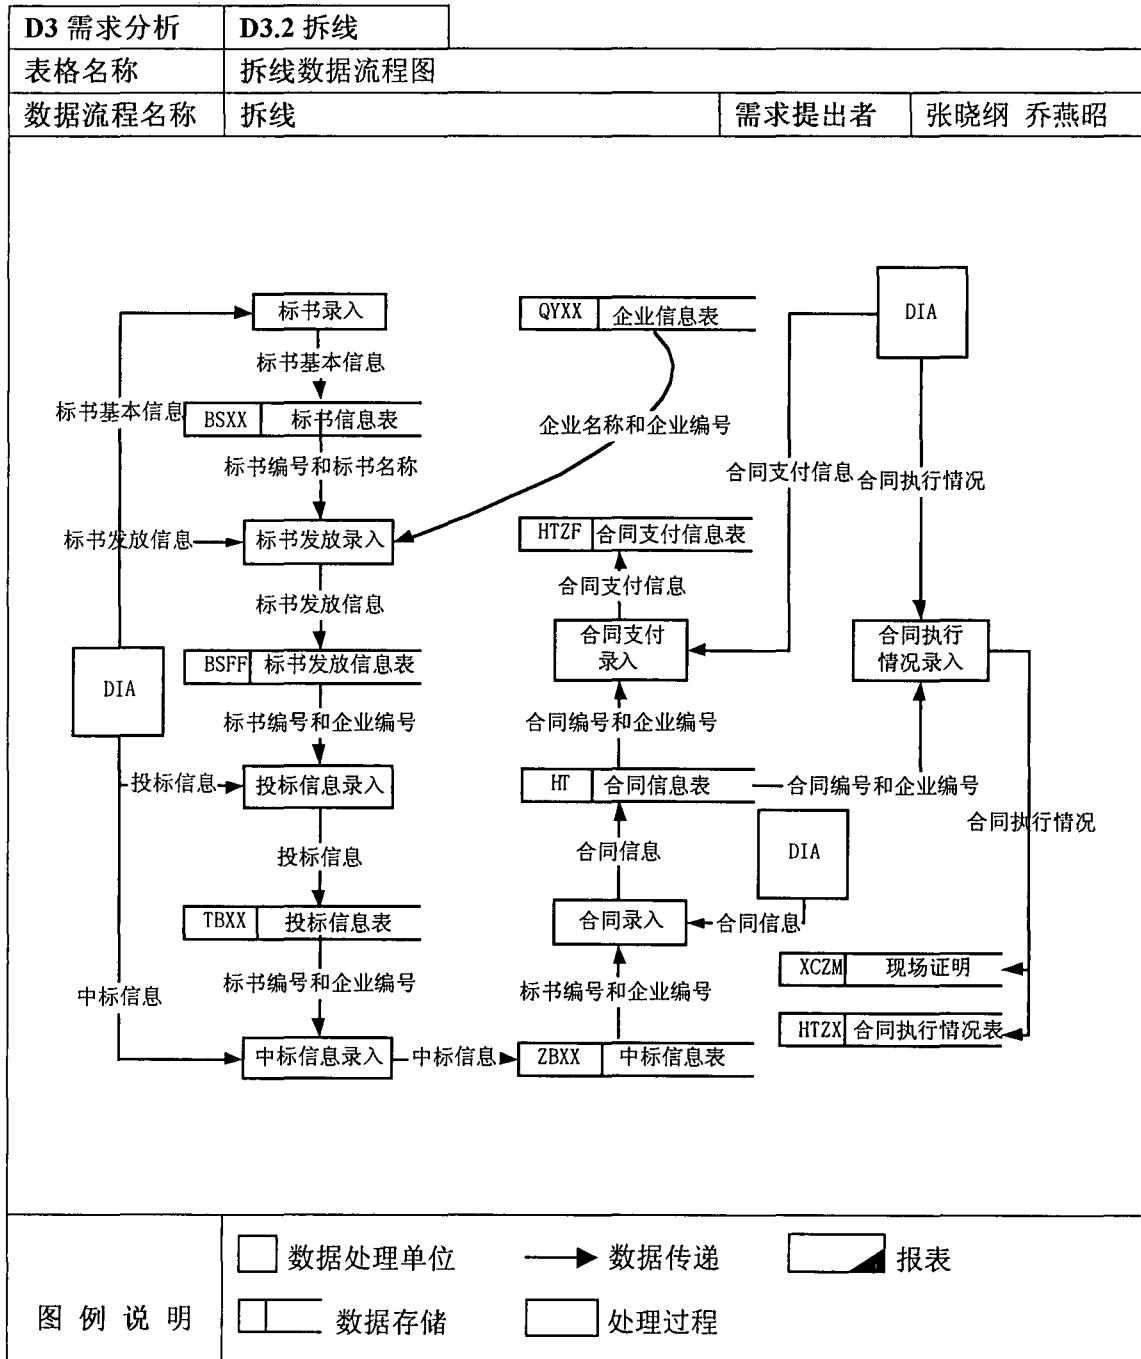 D3 需求分析
D3.2 拆线
表格名称
拆线数据流程图
数据流程名称
拆线
需求提出者
张晓纲 乔燕昭
标书录入
QYXX
企业信息表
DIA
标书基本信息
标书基本信息
BSXX
标书信息表
企业名称和企业编号
标书编号和标书名称
合同支付信息
合同执行情况
标书发放信息
标书发放录入
HTZF
合同支付信息表
合同支付信息
标书发放信息
合同支付
录入
合同执行
情况录入
BSFF
标书发放信息表
DIA
标书编号和企业编号
合同编号和企业编号
投标信息
投标信息录入
HT
合同信息表
合同编号和企业编号
合同执行情况
投标信息
合同信息
DIA
TBXX
投标信息表
合同录入
合同信息
XCZM
现场证明
标书编号和企业编号
标书编号和企业编号
中标信息
HTZX
合同执行情况表
中标信息录入
中标信息
ZBXX
中标信息表
图例说明
数据处理单位
数据传递
报表
数据存储
处理过程